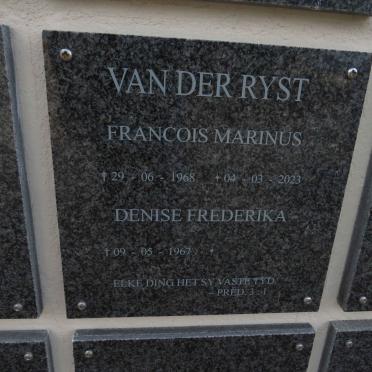 VAN DER RYST
FRANCOIS MARINUS
† 29 - 06 - 1968 † 04 - 03 - 2023
DENISE FREDERIKA -
† 09 - 05 - 1967 †
ELKE DING HET SY VASTE TYD
- PRED. 3 : 1